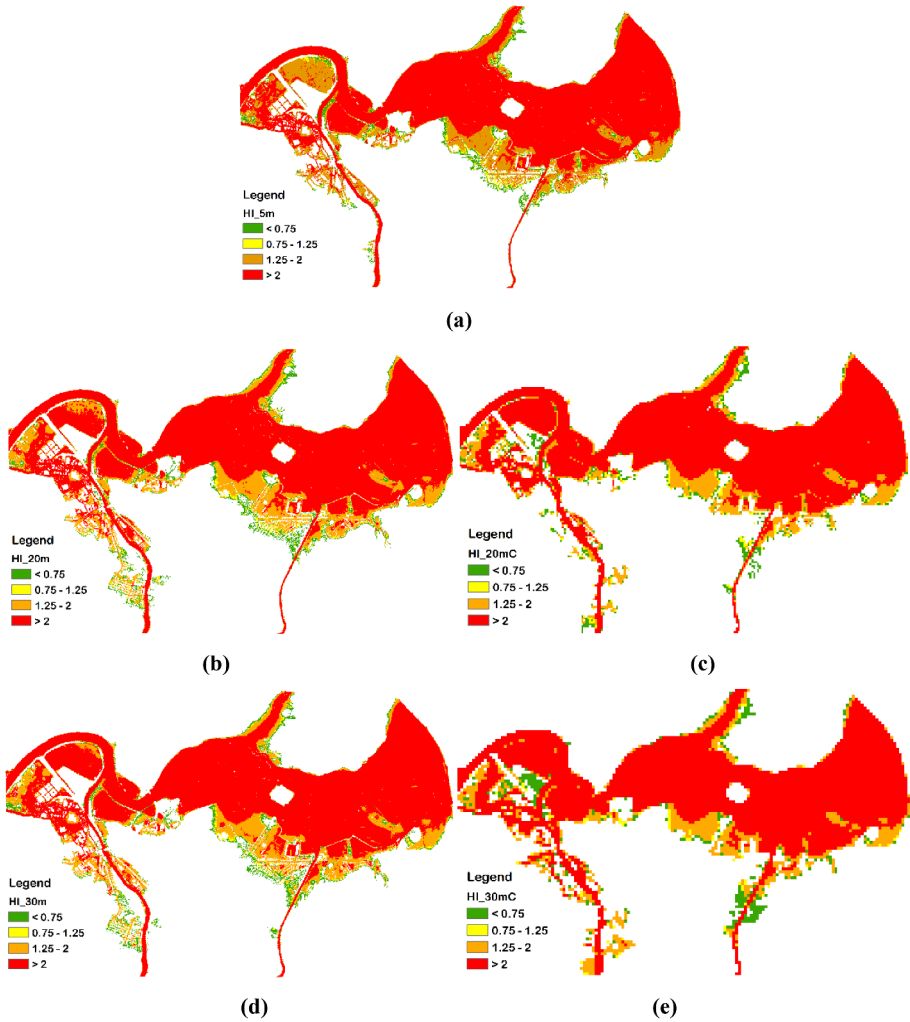 Legend
HI_5m
< 0.75
0.75 - 1.25
1.25 - 2
> 2
(a)
Legend
HI_20m
< 0.75
0.75 - 1.25
1.25 - 2
> 2
(b)
Legend
HI_20mC
< 0.75
0.75 - 1.25
1.25 - 2
> 2
(c)
Legend
HI_30m
< 0.75
0.75 - 1.25
1.25 - 2
> 2
(d)
Legend
HI_30mC
< 0.75
0.75 - 1.25
1.25 - 2
> 2
(e)